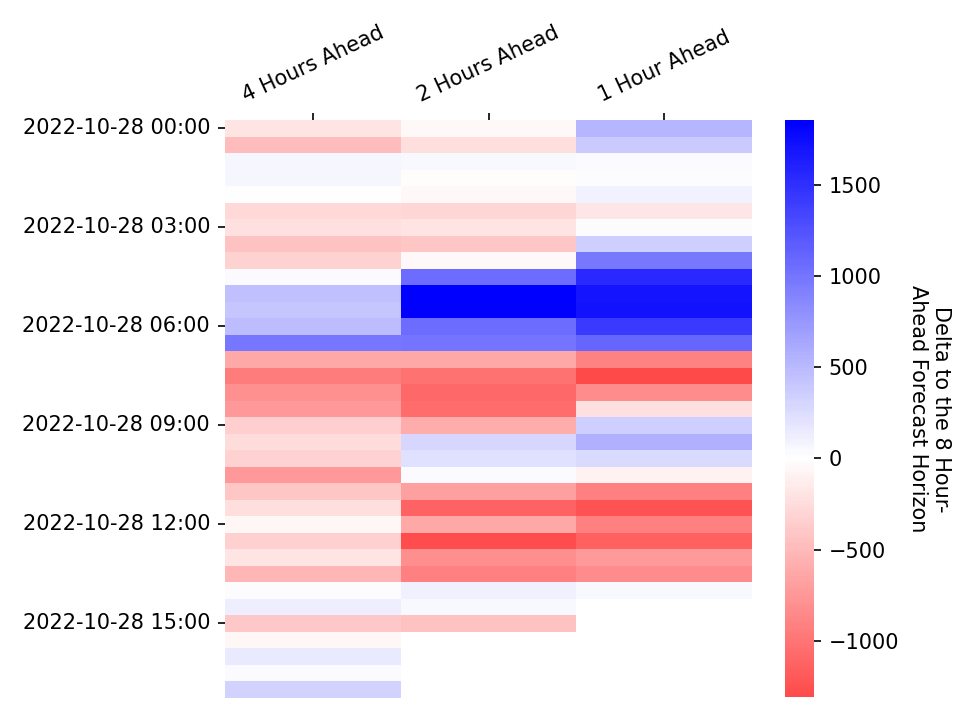 4 Hours Ahead
2 Hours Ahead
1 Hour Ahead
2022-10-28 00:00
2022-10-28 03:00
2022-10-28 06:00
2022-10-28 09:00
2022-10-28 12:00
2022-10-28 15:00
1500
1000
500
0
−500
−1000
Delta to the 8 Hour-
Ahead Forecast Horizon